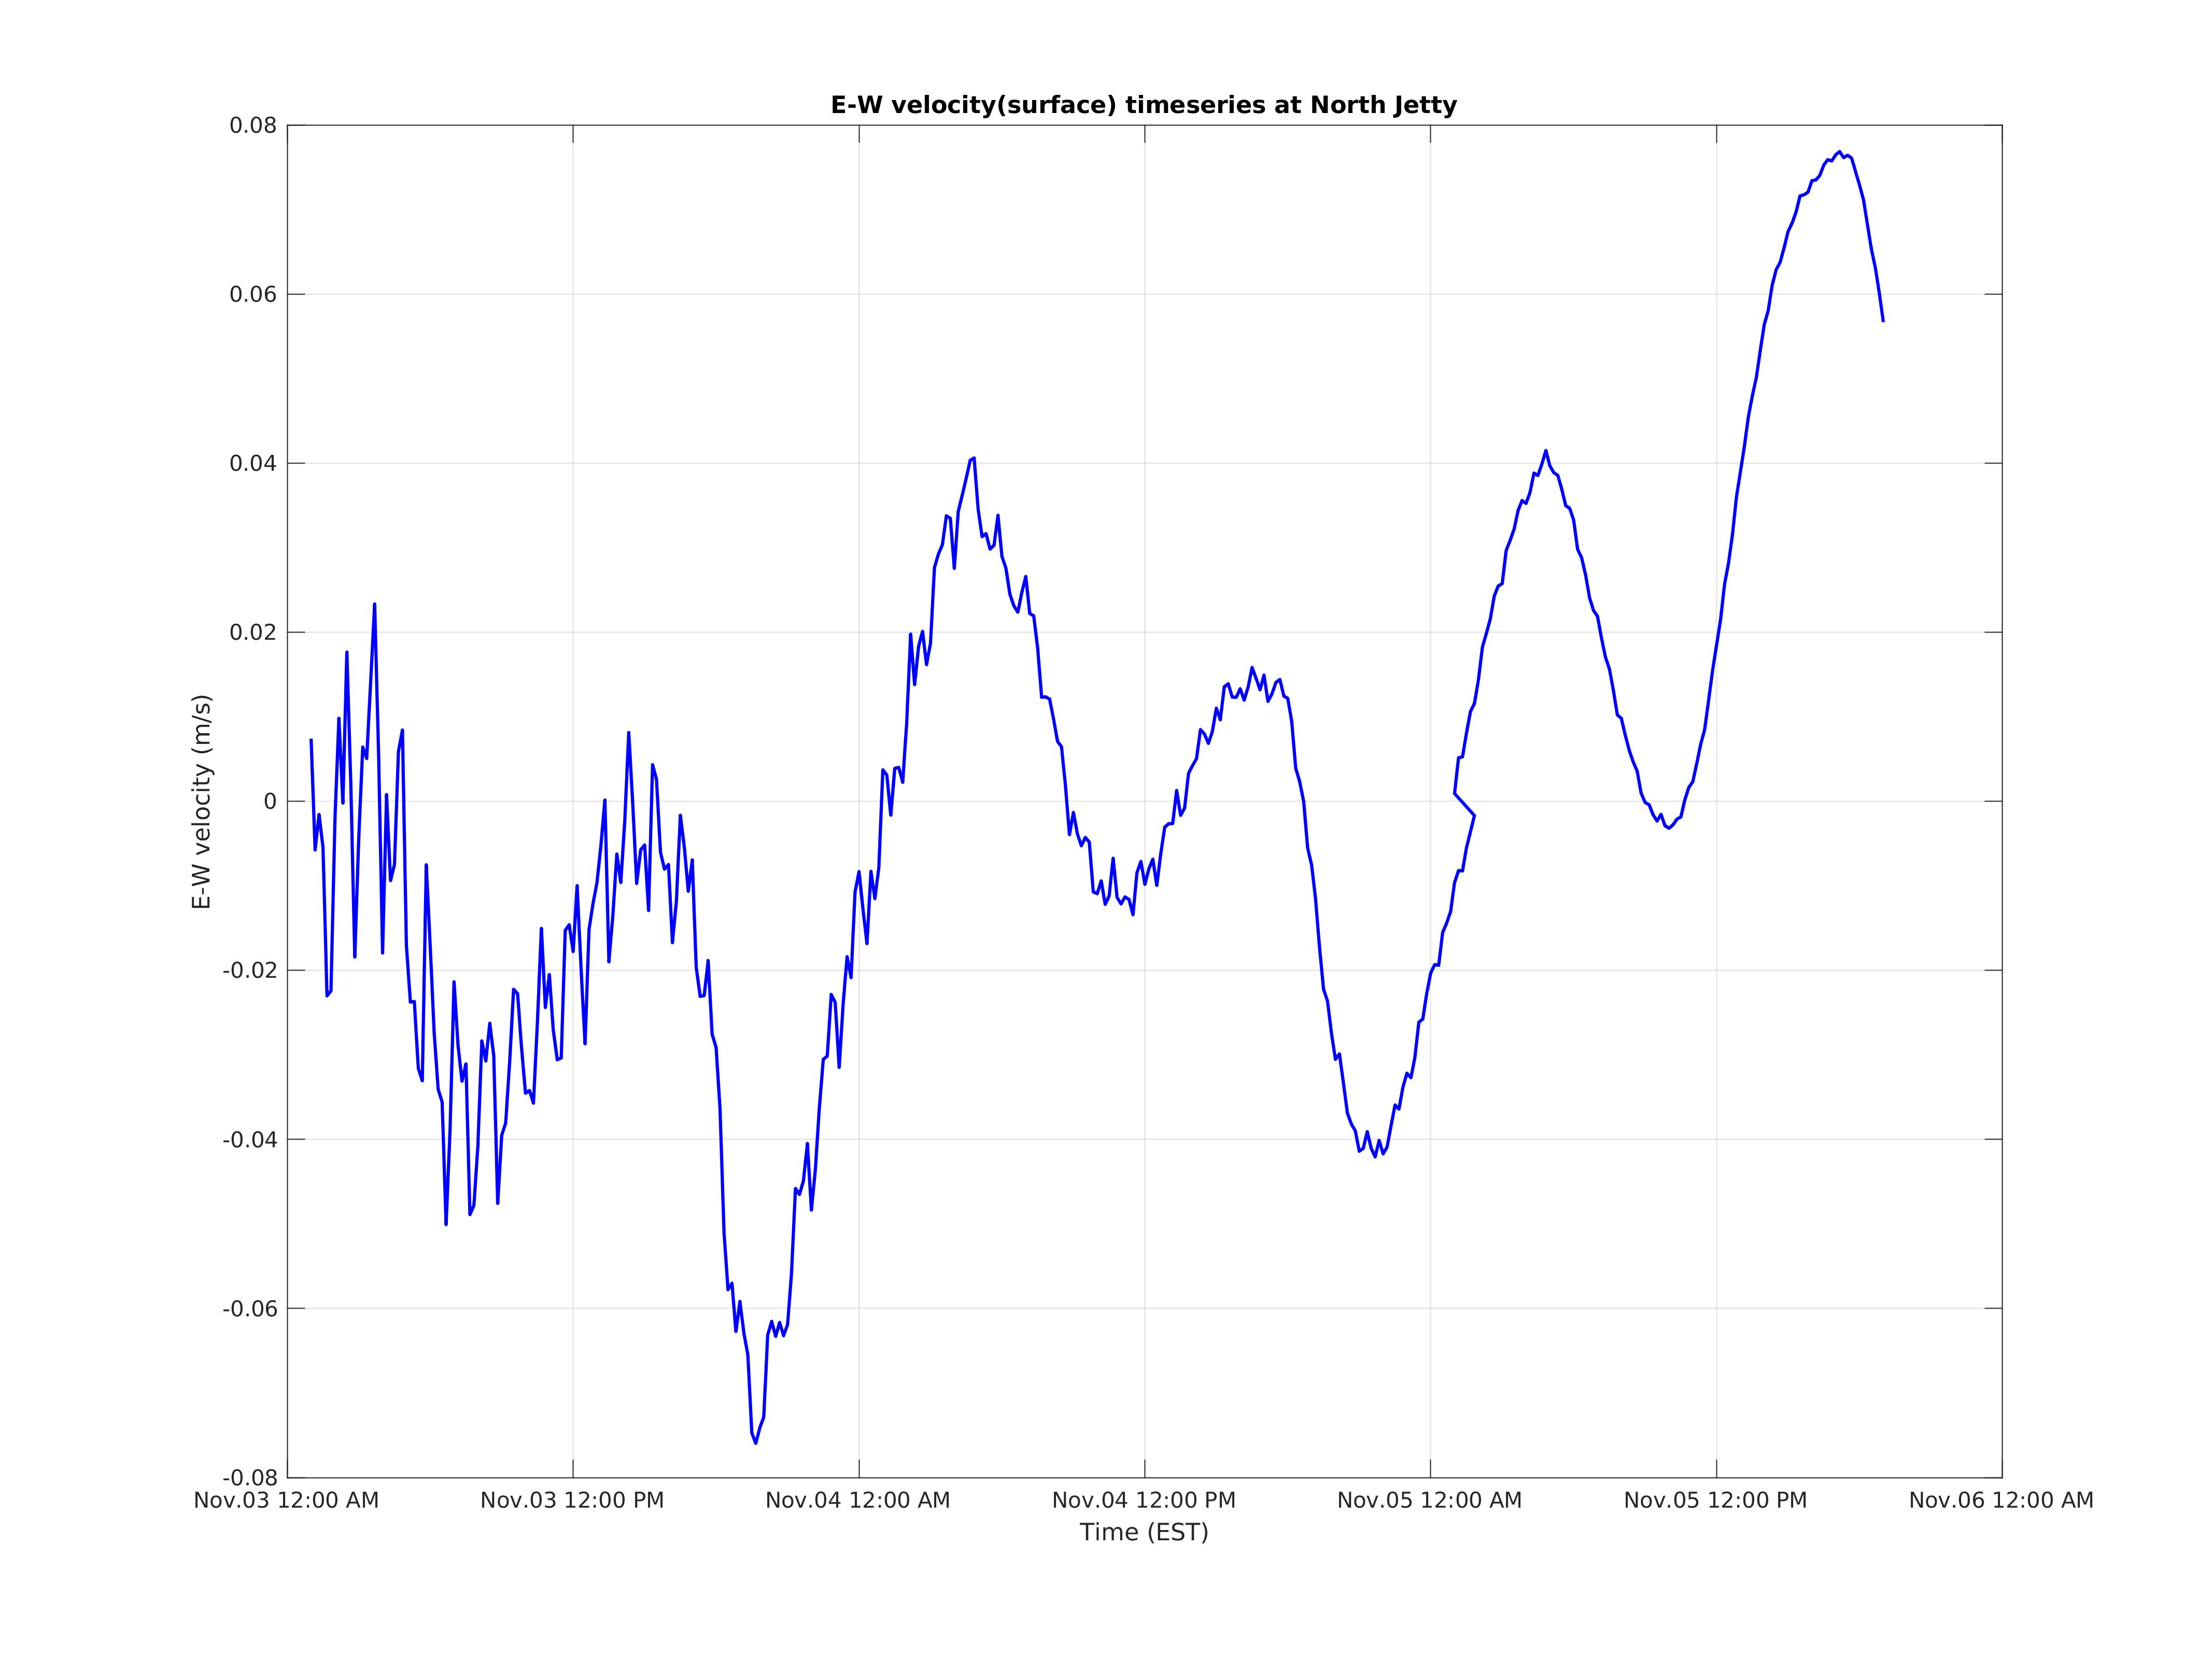 E-W velocity(surface) timeseries at North Jetty
0.08
0.06
0.04
0.02
0
-0.02
-0.04
-0.06
-0.08
E-W velocity (m/s)
Nov.03 12:00 AM
Nov.03 12:00 PM
Nov.04 12:00 AM
Nov.04 12:00 PM
Nov.05 12:00 AM
Nov.05 12:00 PM
Nov.06 12:00 AM
Time (EST)